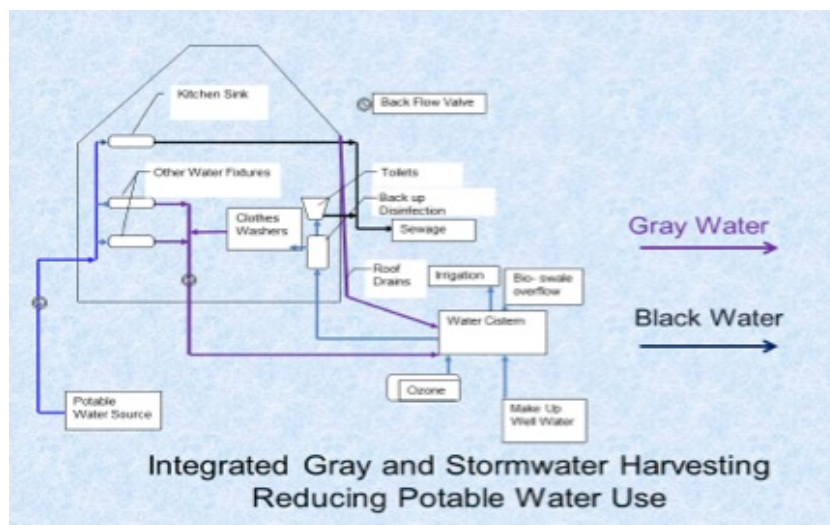 Kitchen Sink
Back Flow Valve
Other Water Fixtures
Toilets
Back up
Disinfection
Clothes
Washers
Sewage
Gray Water
Roof
Drains
Irrigation
Bio- swale
overflow
Black Water
Water Cistern
Ozone
Potable
Water Source
Make Up
Well Water
Integrated Gray and Stormwater Harvesting
Reducing Potable Water Use